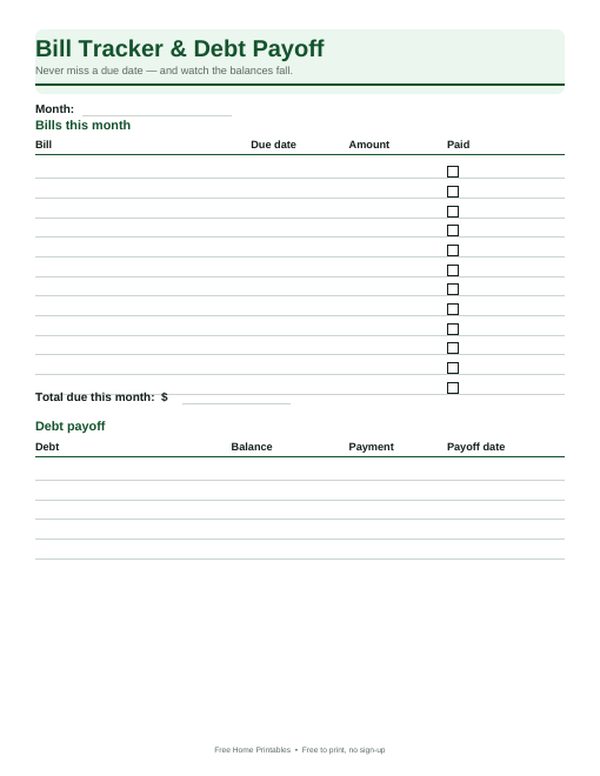 Bill Tracker & Debt Payoff
Never miss a due date — and watch the balances fall.
Month:
Bills this month
Bill Due date Amount Paid
Total due this month: $
Debt payoff
Debt Balance Payment Payoff date
Free Home Printables • Free to print, no sign-up